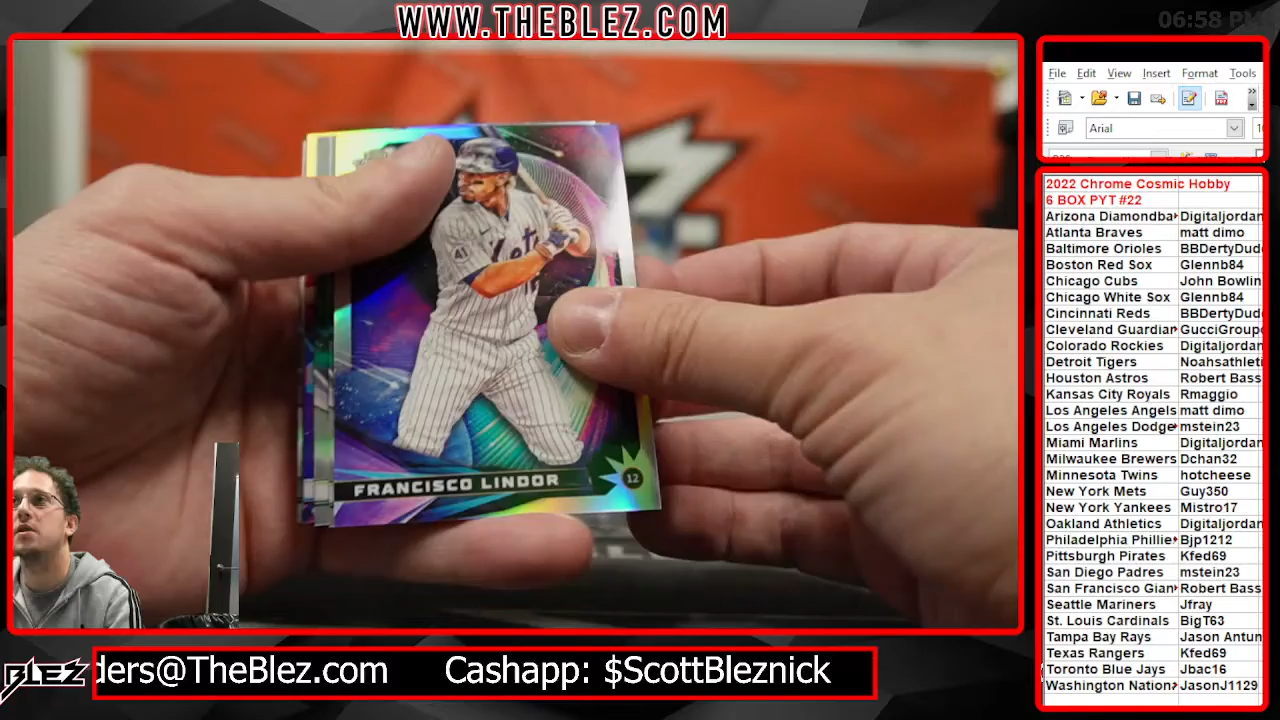 WWW.THEBLEZ.COM
06:58 PM
File Edit View Insert Format Tools
Arial
2022 Chrome Cosmic Hobby
6 BOX PYT #22
Arizona Diamondba Digitaljordan
Atlanta Braves matt dimo
Baltimore Orioles BBDertyDud
Boston Red Sox Glennb84
Chicago Cubs John Bowlin
Chicago White Sox Glennb84
Cincinnati Reds BBDertyDud
Cleveland Guardian GucciGroup
Colorado Rockies Digitaljordan
Detroit Tigers Noahsathleti
Houston Astros Robert Bass
Kansas City Royals Rmaggio
Los Angeles Angels matt dimo
Los Angeles Dodge mstein23
Miami Marlins Digitaljordan
Milwaukee Brewers Dchan32
Minnesota Twins hotcheese
New York Mets Guy350
New York Yankees Mistro17
Oakland Athletics Digitaljordan
Philadelphia Phillie Bjp1212
Pittsburgh Pirates Kfed69
San Diego Padres mstein23
San Francisco Gian Robert Bass
Seattle Mariners Jfray
St. Louis Cardinals BigT63
Tampa Bay Rays Jason Antun
Texas Rangers Kfed69
Toronto Blue Jays Jbac16
Washington Nation JasonJ1129
Mets
41
FRANCISCO LINDOR
12
BLEZ
ders@TheBlez.com Cashapp: $ScottBleznick